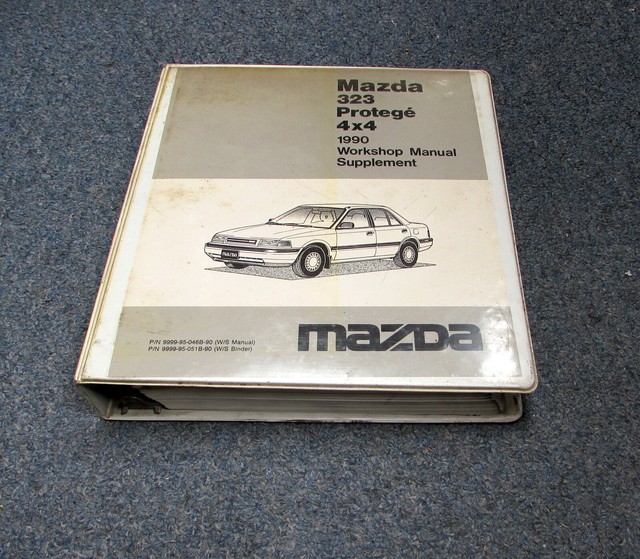 Mazda
323
Protegé
4x4
1990
Workshop Manual
Supplement
P/N 9999-95-046B-90 (W/S Manual)
P/N 9999-95-051B-90 (W/S Binder)
mazDa